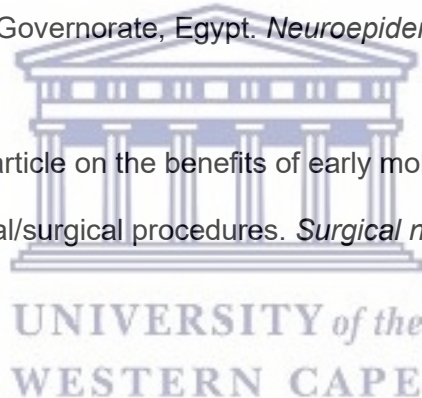 Governorate, Egypt. Neuroepider
article on the benefits of early mo
al/surgical procedures. Surgical n
UNIVERSITY of the
WESTERN CAPE